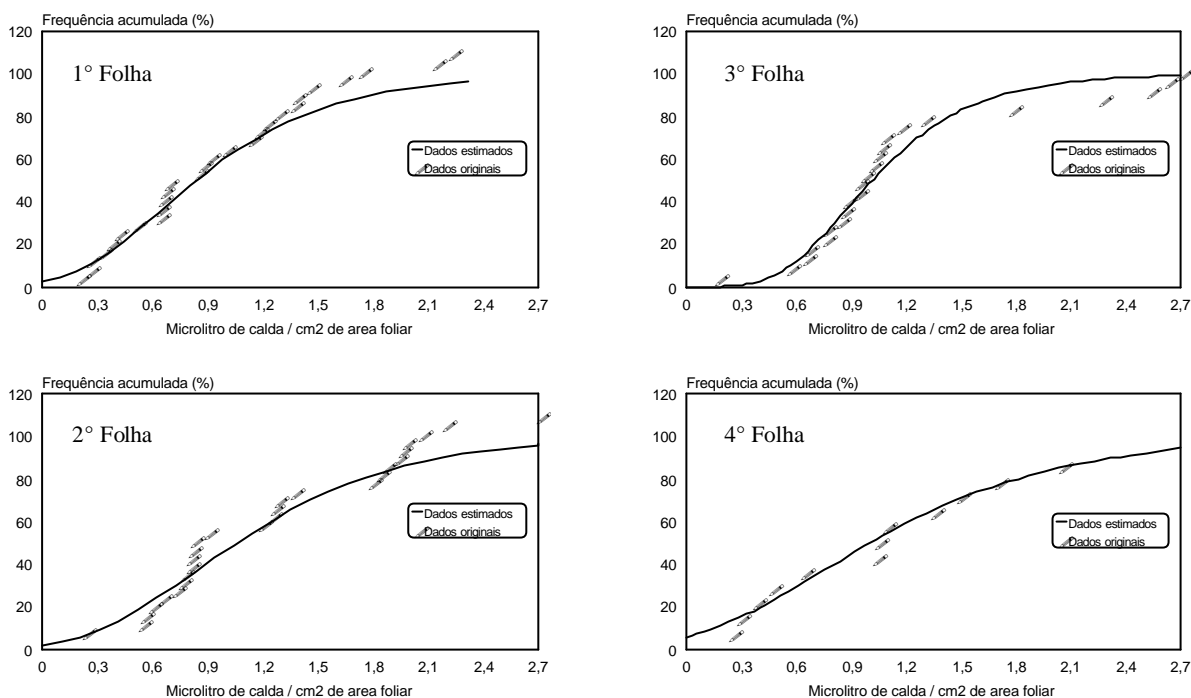 Frequência acumulada (%)
120
100
80
60
40
20
0
1° Folha
Dados estimados
Dados originais
0 0,3 0,6 0,9 1,2 1,5 1,8 2,1 2,4 2,7
Microlitro de calda / cm2 de area foliar
Frequência acumulada (%)
120
100
80
60
40
20
0
3° Folha
Dados estimados
Dados originais
0 0,3 0,6 0,9 1,2 1,5 1,8 2,1 2,4 2,7
Microlitro de calda / cm2 de area foliar
Frequência acumulada (%)
120
100
80
60
40
20
0
2° Folha
Dados estimados
Dados originais
0 0,3 0,6 0,9 1,2 1,5 1,8 2,1 2,4 2,7
Microlitro de calda / cm2 de area foliar
Frequência acumulada (%)
120
100
80
60
40
20
0
4° Folha
Dados estimados
Dados originais
0 0,3 0,6 0,9 1,2 1,5 1,8 2,1 2,4 2,7
Microlitro de calda / cm2 de area foliar